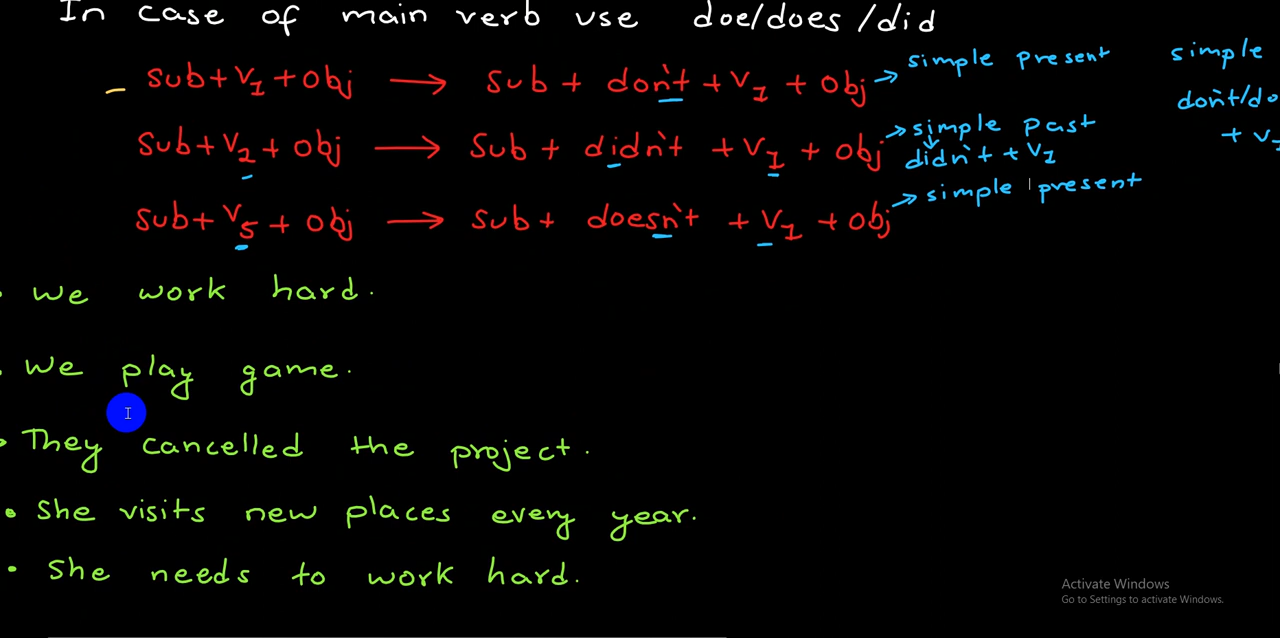 In case of main verb use doe/does/did
Sub+V1+Obj → Sub + don't + V1 + Obj → simple present
simple
don't/do
+ V1
Sub+V2+Obj → Sub + didn't + V1 + Obj → simple past
↓
didn't + V1
Sub+V5+Obj → Sub + doesn't + V1 + Obj → simple present
we work hard.
we play game.
They cancelled the project.
• She visits new places every year.
• She needs to work hard.
Activate Windows
Go to Settings to activate Windows.